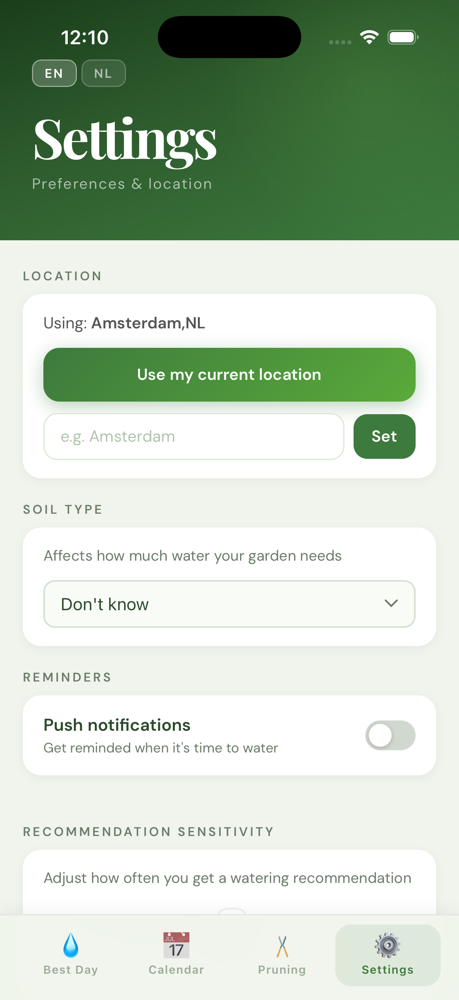 12:10
EN NL
Settings
Preferences & location
LOCATION
Using: Amsterdam,NL
Use my current location
e.g. Amsterdam
Set
SOIL TYPE
Affects how much water your garden needs
Don't know
REMINDERS
Push notifications
Get reminded when it's time to water
RECOMMENDATION SENSITIVITY
Adjust how often you get a watering recommendation
JUL
17
Best Day
Calendar
Pruning
Settings